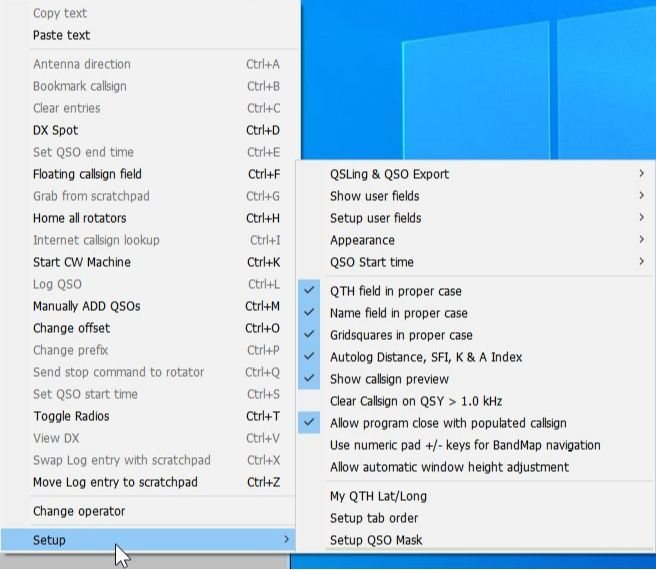 Copy text
Paste text
Antenna direction Ctrl+A
Bookmark callsign Ctrl+B
Clear entries Ctrl+C
DX Spot Ctrl+D
Set QSO end time Ctrl+E
Floating callsign field Ctrl+F
Grab from scratchpad Ctrl+G
Home all rotators Ctrl+H
Internet callsign lookup Ctrl+I
Start CW Machine Ctrl+K
Log QSO Ctrl+L
Manually ADD QSOs Ctrl+M
Change offset Ctrl+O
Change prefix Ctrl+P
Send stop command to rotator Ctrl+Q
Set QSO start time Ctrl+S
Toggle Radios Ctrl+T
View DX Ctrl+V
Swap Log entry with scratchpad Ctrl+X
Move Log entry to scratchpad Ctrl+Z
Change operator
Setup
QSLing & QSO Export
Show user fields
Setup user fields
Appearance
QSO Start time
QTH field in proper case
Name field in proper case
Gridsquares in proper case
Autolog Distance, SFI, K & A Index
Show callsign preview
Clear Callsign on QSY > 1.0 kHz
Allow program close with populated callsign
Use numeric pad +/- keys for BandMap navigation
Allow automatic window height adjustment
My QTH Lat/Long
Setup tab order
Setup QSO Mask